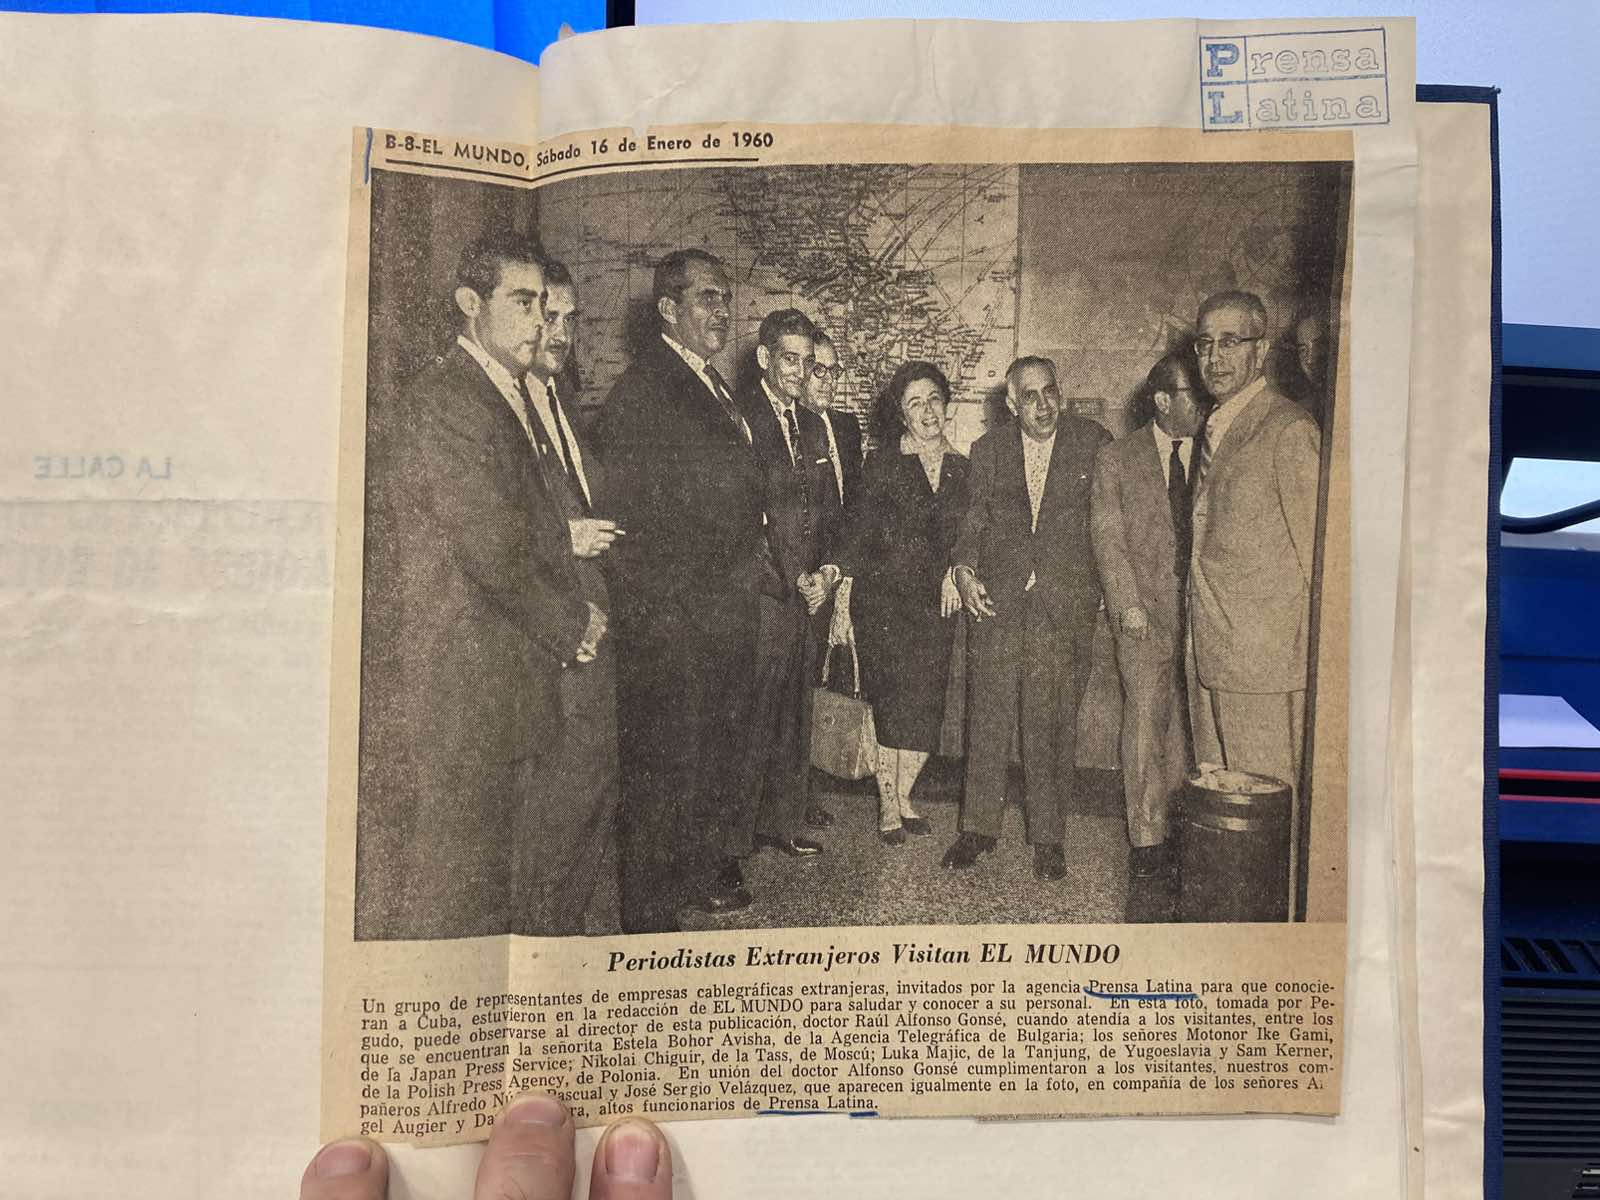 Prensa
Latina
B-8-EL MUNDO, Sábado 16 de Enero de 1960
LA CALLE
Periodistas Extranjeros Visitan EL MUNDO
Un grupo de representantes de empresas cablegráficas extranjeras, invitados por la agencia Prensa Latina para que conocie-
ran a Cuba, estuvieron en la redacción de EL MUNDO para saludar y conocer a su personal. En esta foto, tomada por Pe-
gudo, puede observarse al director de esta publicación, doctor Raúl Alfonso Gonsé, cuando atendía a los visitantes, entre los
que se encuentran la señorita Estela Bohor Avisha, de la Agencia Telegráfica de Bulgaria; los señores Motonor Ike Gami,
de la Japan Press Service; Nikolai Chiguir, de la Tass, de Moscú; Luka Majic, de la Tanjung, de Yugoeslavia y Sam Kerner,
de la Polish Press Agency, de Polonia. En unión del doctor Alfonso Gonsé cumplimentaron a los visitantes, nuestros com-
pañeros Alfredo Pascual y José Sergio Velázquez, que aparecen igualmente en la foto, en compañía de los señores
gel Augier y altos funcionarios de Prensa Latina.